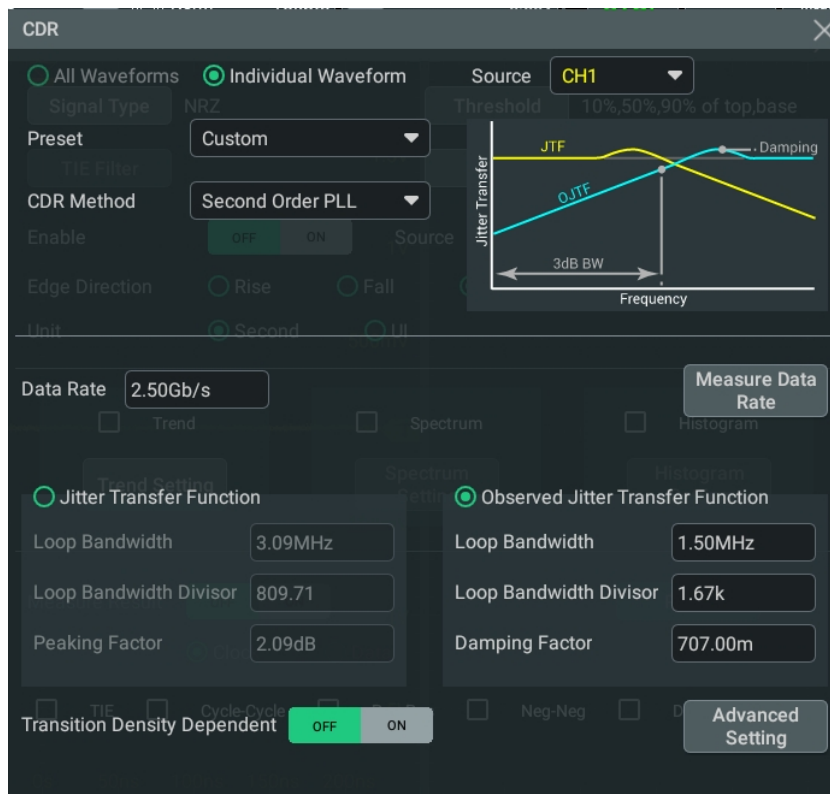 CDR
All Waveforms Individual Waveform Source CH1
Signal Type NRZ Threshold 10%,50%,90% of top,base
Preset Custom
TIE Filter
CDR Method Second Order PLL
Enable OFF ON Source
Edge Direction Rise Fall
Unit Second UI
JTF
Damping
OJTF
Jitter Transfer
3dB BW
Frequency
Data Rate 2.50Gb/s Measure Data
Rate
Trend Spectrum Histogram
Trend Setting Spectrum Histogram
Jitter Transfer Function Observed Jitter Transfer Function
Loop Bandwidth 3.09MHz Loop Bandwidth 1.50MHz
Loop Bandwidth Divisor 809.71 Loop Bandwidth Divisor 1.67k
Peaking Factor 2.09dB Damping Factor 707.00m
TIE Cycle-Cycle Neg-Neg
Transition Density Dependent OFF ON Advanced
Setting